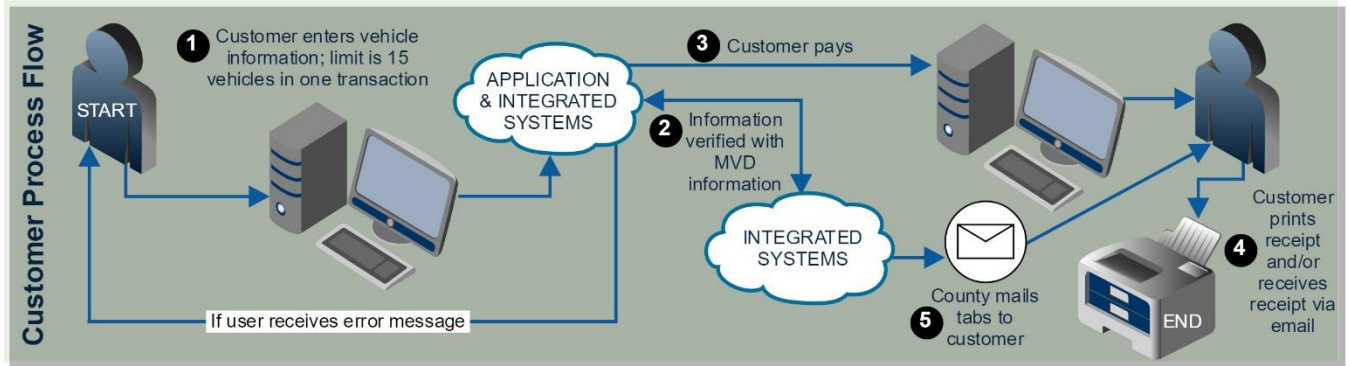 Customer Process Flow
START
1 Customer enters vehicle
information; limit is 15
vehicles in one transaction
APPLICATION
& INTEGRATED
SYSTEMS
2 Information
verified with
MVD
information
3 Customer pays
INTEGRATED
SYSTEMS
If user receives error message
County mails
5 tabs to
customer
Customer
prints
4 receipt
and/or
receives
receipt via
email
END